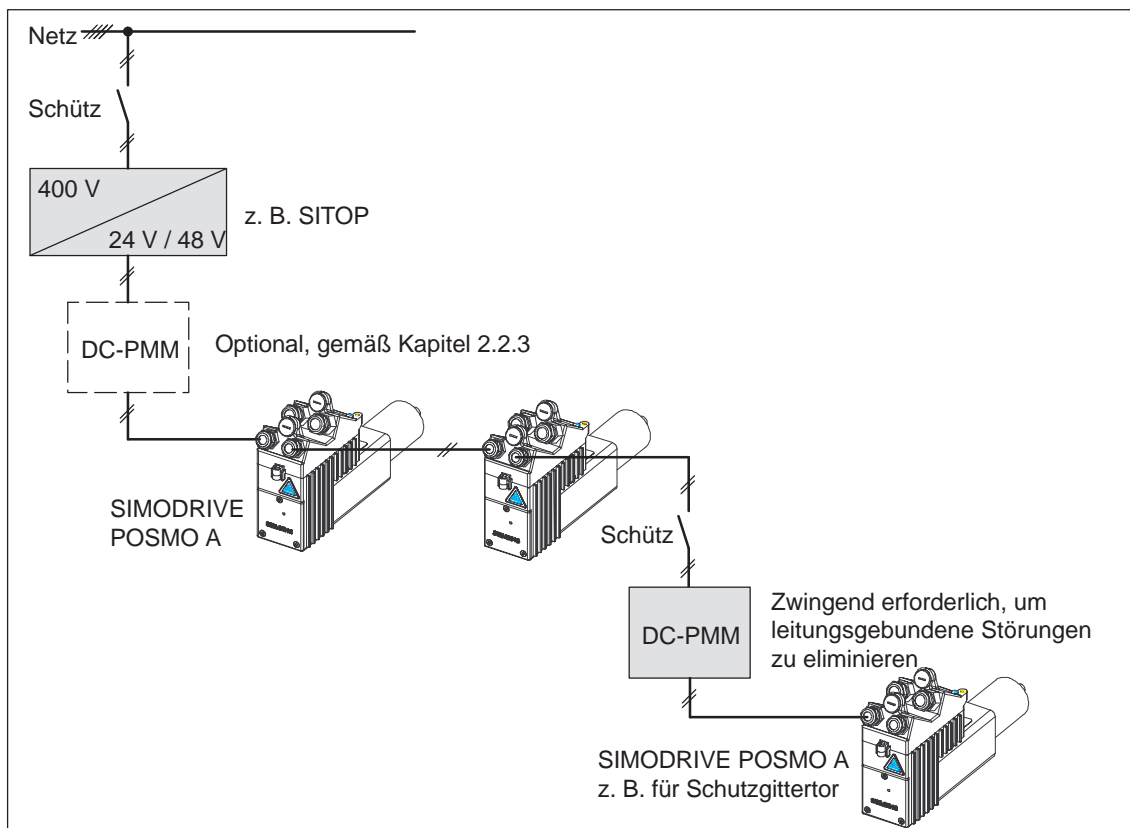 Netz
Schütz
400 V
24 V / 48 V
z. B. SITOP
DC-PMM
Optional, gemäß Kapitel 2.2.3
SIMODRIVE
POSMO A
Schütz
DC-PMM
Zwingend erforderlich, um
leitungsgebundene Störungen
zu eliminieren
SIMODRIVE POSMO A
z. B. für Schutzgittertor